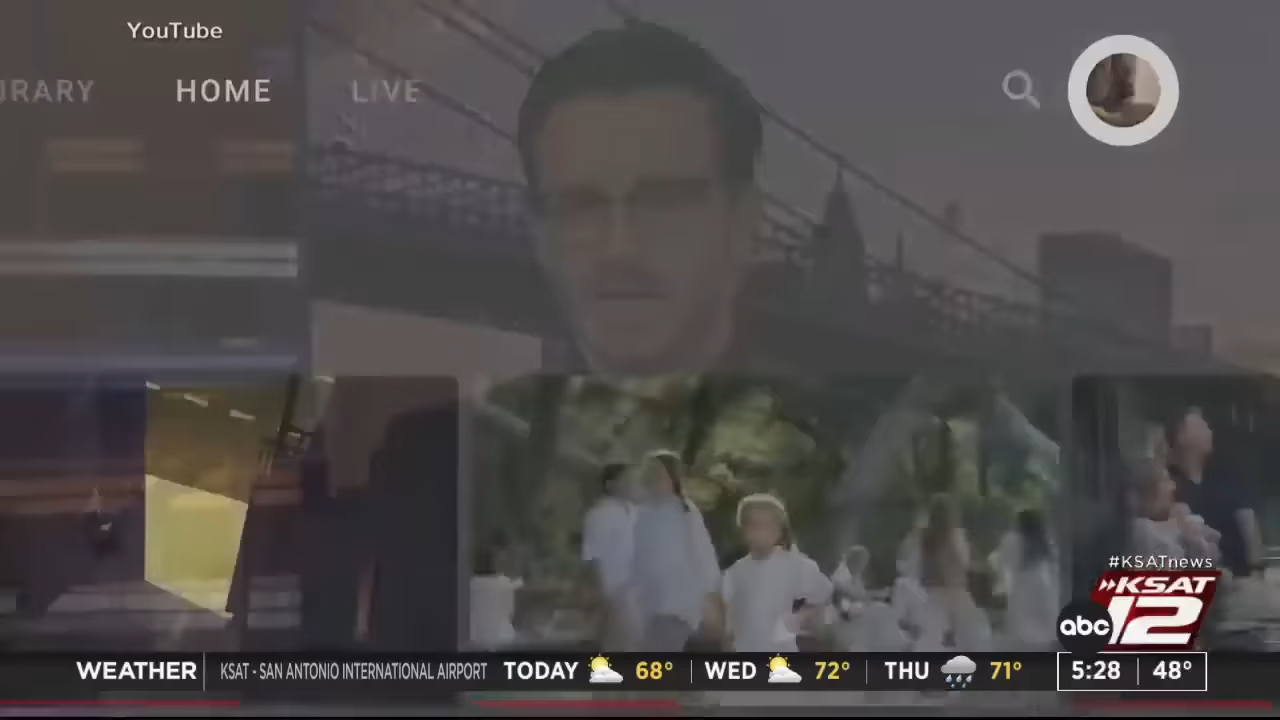 YouTube
HOME
LIVE
#KSATnews
KSAT
12
abc
WEATHER KSAT - SAN ANTONIO INTERNATIONAL AIRPORT TODAY 68° WED 72° THU 71° 5:28 48°